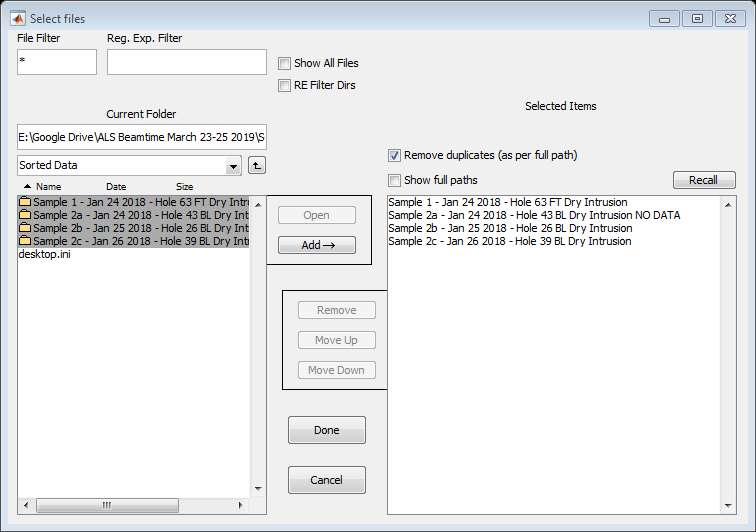 Select files
File Filter
Reg. Exp. Filter
*
Show All Files
RE Filter Dirs
Current Folder
Selected Items
E:\Google Drive\ALS Beamtime March 23-25 2019\S
Remove duplicates (as per full path)
Sorted Data
Show full paths
Recall
Name Date Size
Sample 1 - Jan 24 2018 - Hole 63 FT Dry Intri
Sample 2a - Jan 24 2018 - Hole 43 BL Dry Int
Sample 2b - Jan 25 2018 - Hole 26 BL Dry Int
Sample 2c - Jan 26 2018 - Hole 39 BL Dry Int
desktop.ini
Open
Add
Remove
Move Up
Move Down
Done
Cancel
Sample 1 - Jan 24 2018 - Hole 63 FT Dry Intrusion
Sample 2a - Jan 24 2018 - Hole 43 BL Dry Intrusion NO DATA
Sample 2b - Jan 25 2018 - Hole 26 BL Dry Intrusion
Sample 2c - Jan 26 2018 - Hole 39 BL Dry Intrusion